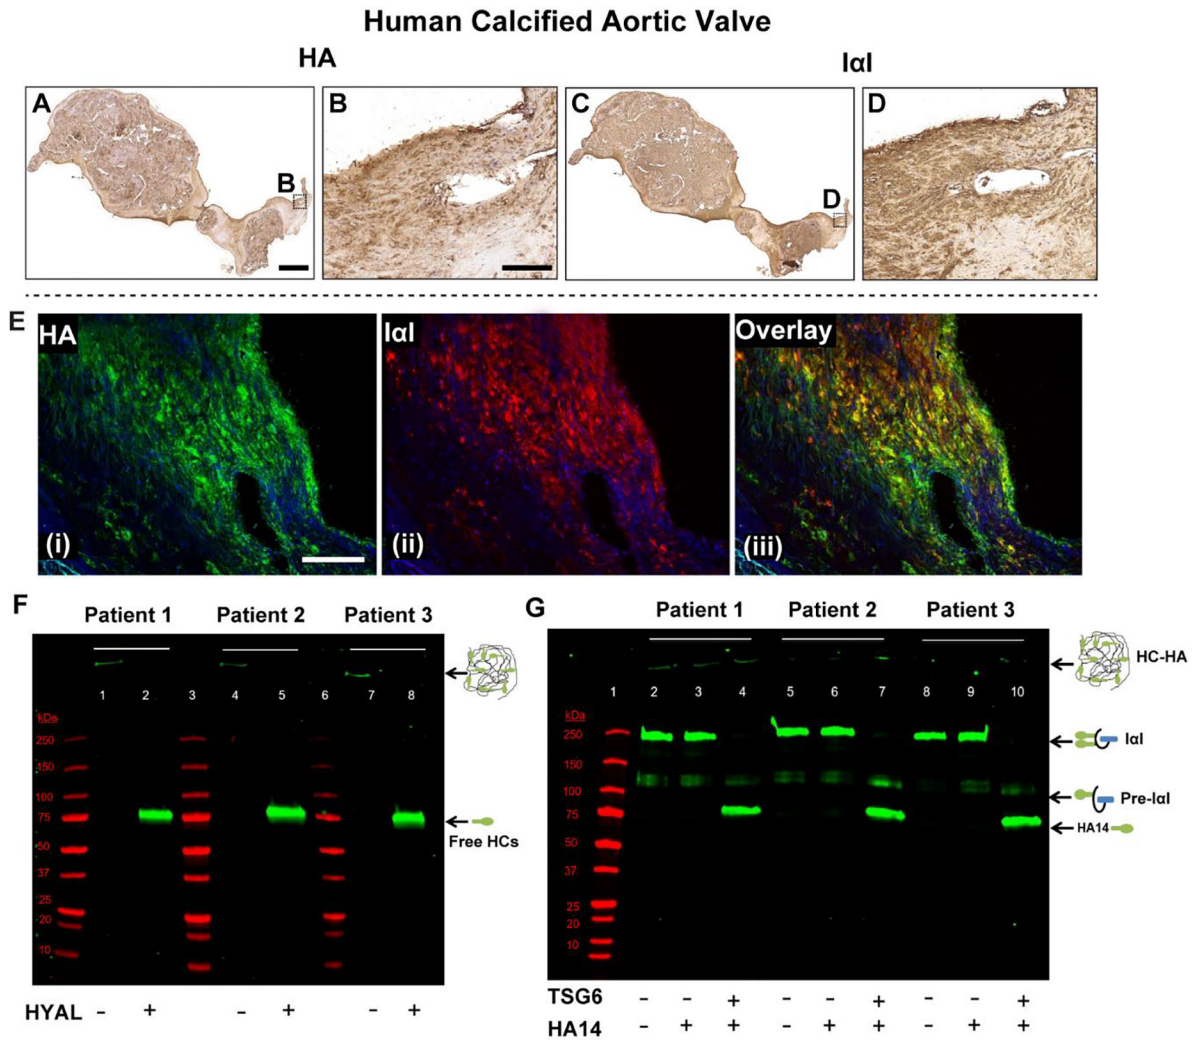 Human Calcified Aortic Valve
HA
IαI
A
B
B
C
D
D
E
HA
IαI
Overlay
(i)
(ii)
(iii)
F
Patient 1
Patient 2
Patient 3
1 2 3 4 5 6 7 8
kDa
250
150
100
75
50
37
25
20
10
Free HCs
HYAL - + - + - +
G
Patient 1
Patient 2
Patient 3
1 2 3 4 5 6 7 8 9 10
kDa
250
150
100
75
50
37
25
20
10
HC-HA
IαI
Pre-IαI
HA14
TSG6 - - + - - + - - +
HA14 - + + - + + - + +